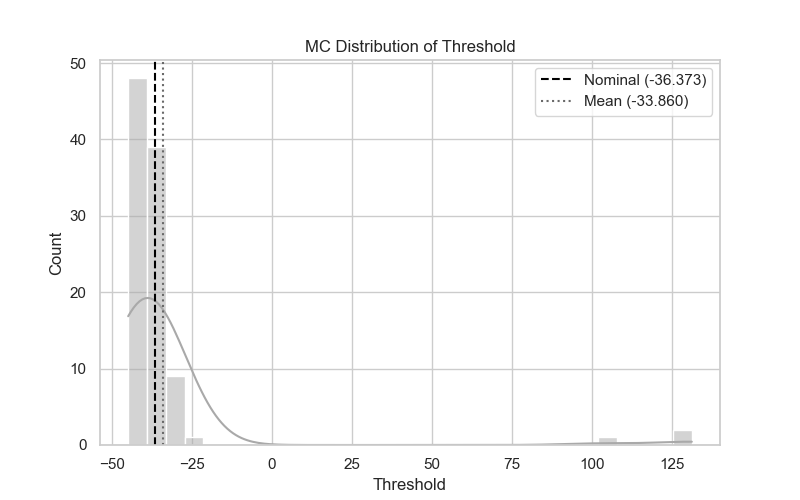 MC Distribution of Threshold
Nominal (-36.373)
Mean (-33.860)
50
40
30
20
10
0
Count
−50
−25
0
25
50
75
100
125
Threshold